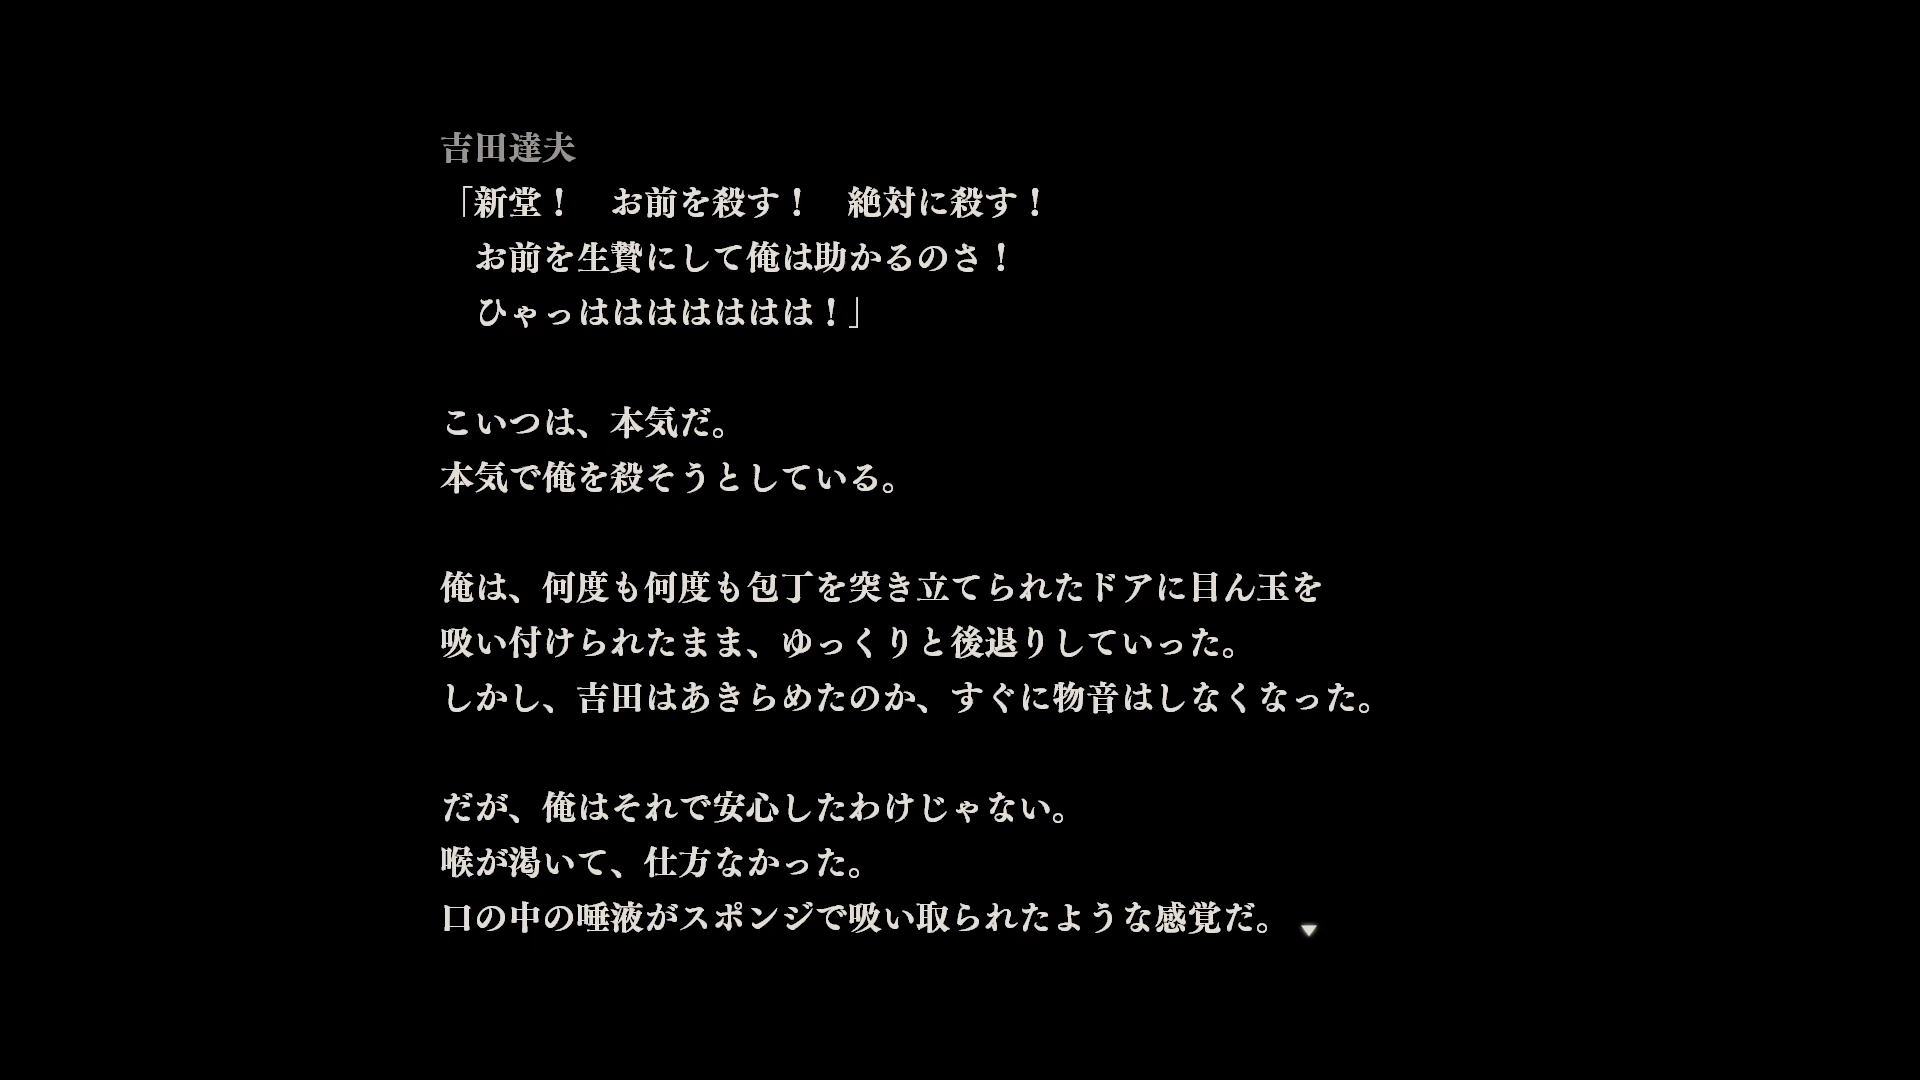 吉田達夫
「新堂！　お前を殺す！　絶対に殺す！
　お前を生贄にして俺は助かるのさ！
　ひゃっはははははは！」
こいつは、本気だ。
本気で俺を殺そうとしている。
俺は、何度も何度も包丁を突き立てられたドアに目ん玉を
吸い付けられたまま、ゆっくりと後退りしていった。
しかし、吉田はあきらめたのか、すぐに物音はしなくなった。
だが、俺はそれで安心したわけじゃない。
喉が渇いて、仕方なかった。
口の中の唾液がスポンジで吸い取られたような感覚だ。